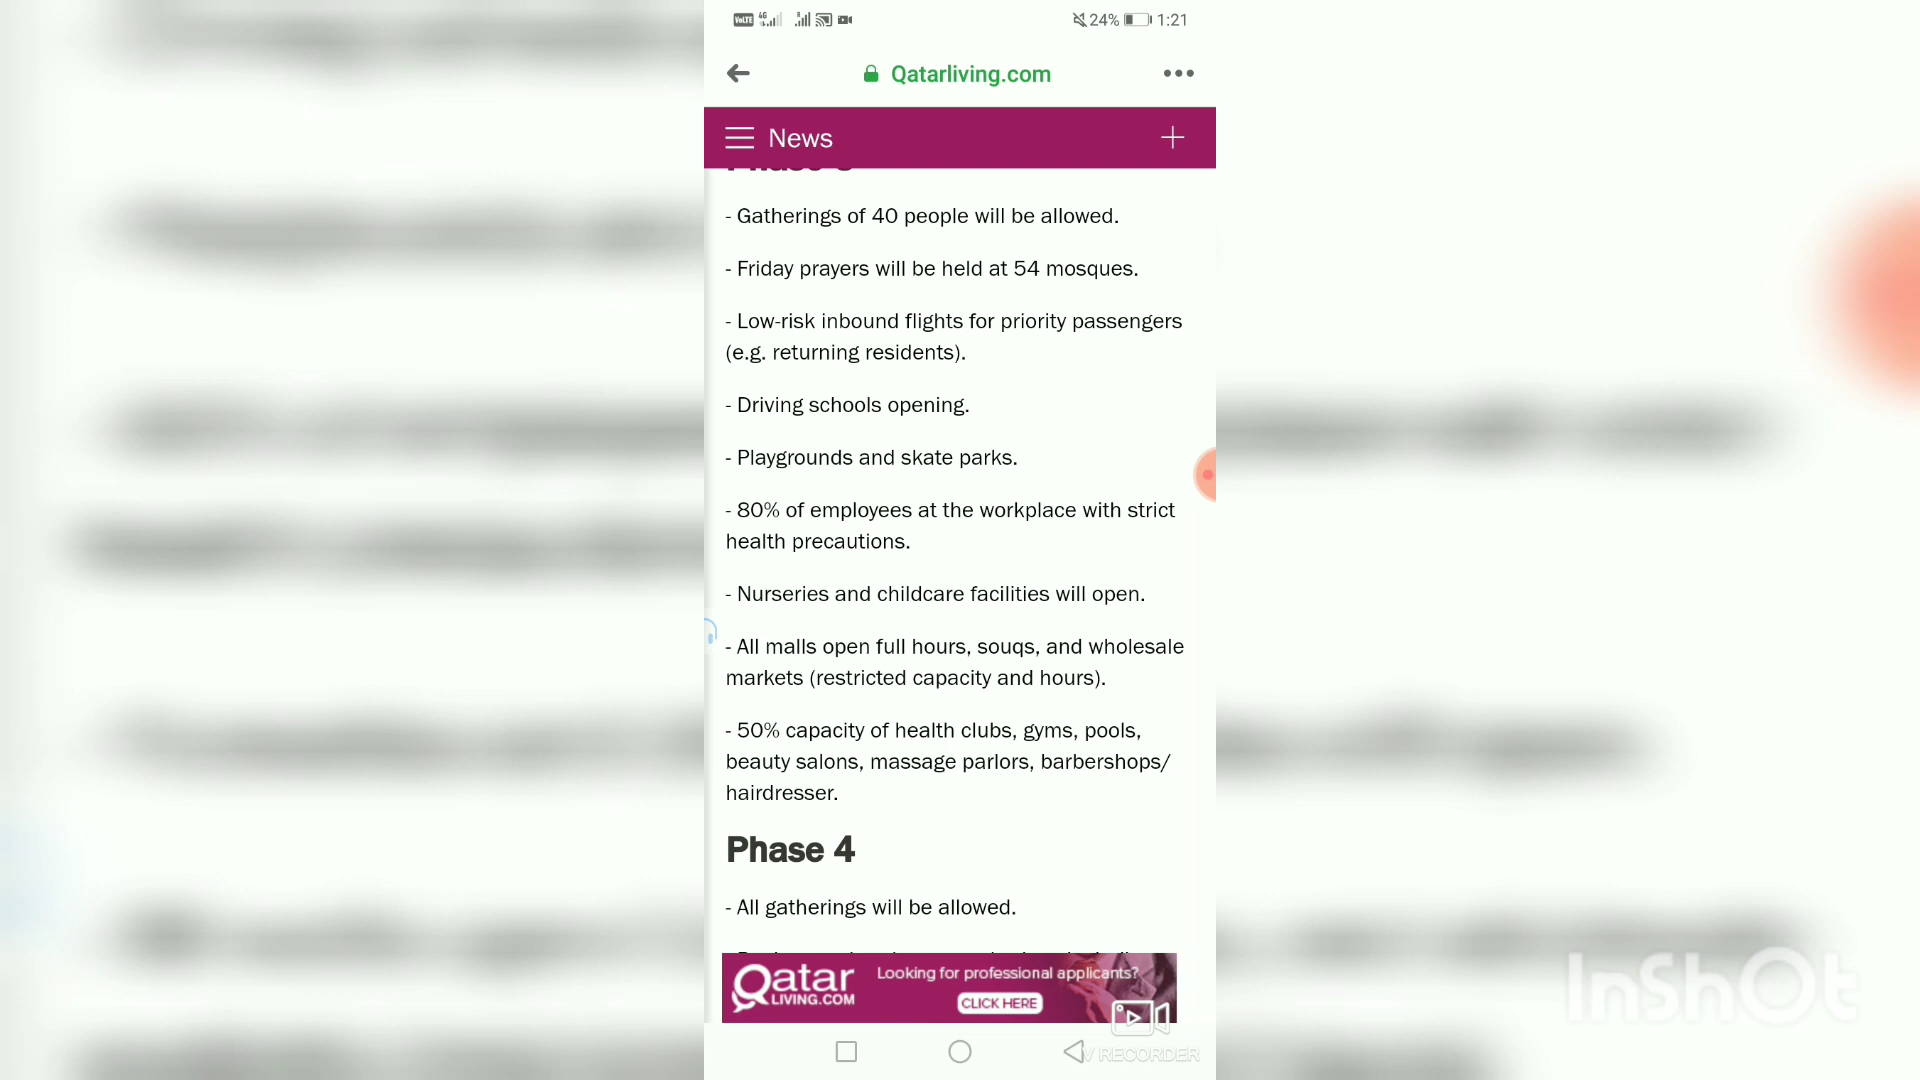 VoLTE 4G 24% 1:21
Qatarliving.com
News
- Gatherings of 40 people will be allowed.
- Friday prayers will be held at 54 mosques.
- Low-risk inbound flights for priority passengers
(e.g. returning residents).
- Driving schools opening.
- Playgrounds and skate parks.
- 80% of employees at the workplace with strict
health precautions.
- Nurseries and childcare facilities will open.
- All malls open full hours, souqs, and wholesale
markets (restricted capacity and hours).
- 50% capacity of health clubs, gyms, pools,
beauty salons, massage parlors, barbershops/
hairdresser.
Phase 4
- All gatherings will be allowed.
Qatar
LIVING.COM
Looking for professional applicants?
CLICK HERE
V RECORDER
InShOt